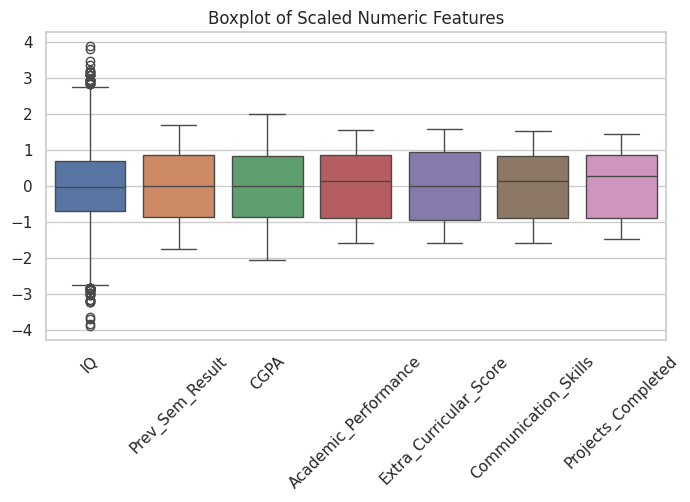 Boxplot of Scaled Numeric Features
4
3
2
1
0
−1
−2
−3
−4
IQ
Prev_Sem_Result
CGPA
Academic_Performance
Extra_Curricular_Score
Communication_Skills
Projects_Completed